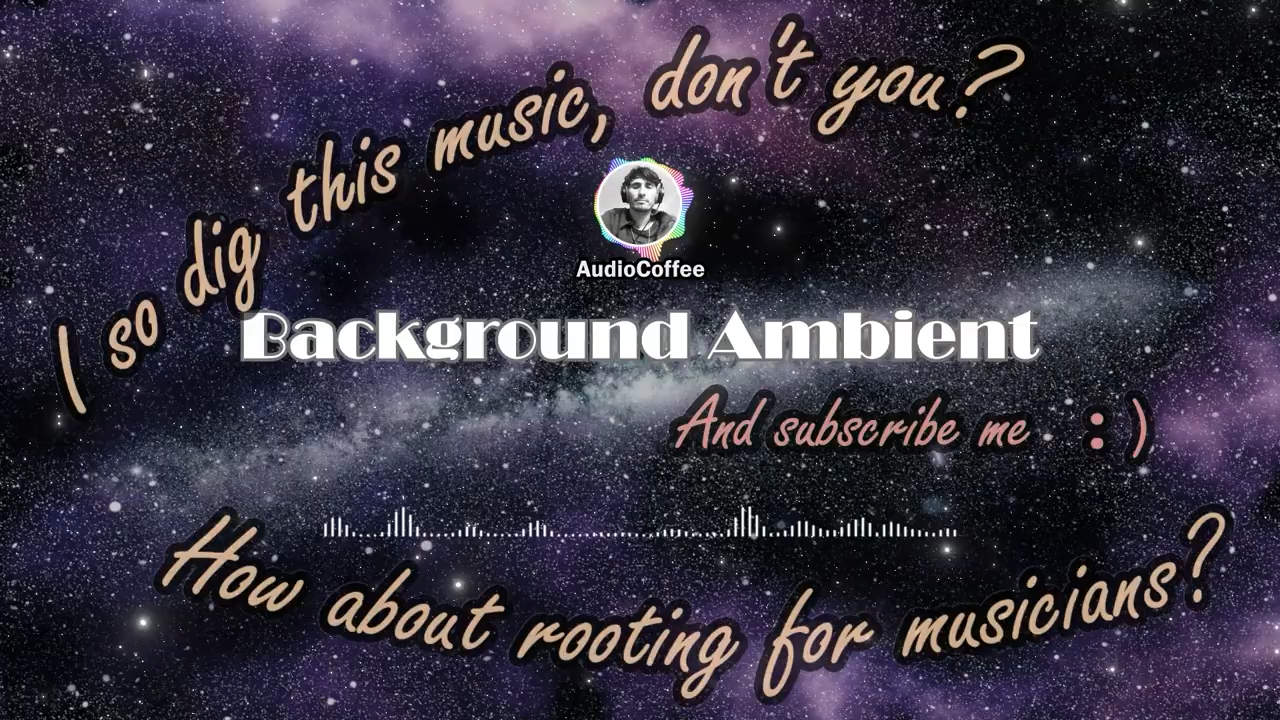 I so dig this music, don't you?
AudioCoffee
Background Ambient
And subscribe me :)
How about rooting for musicians?